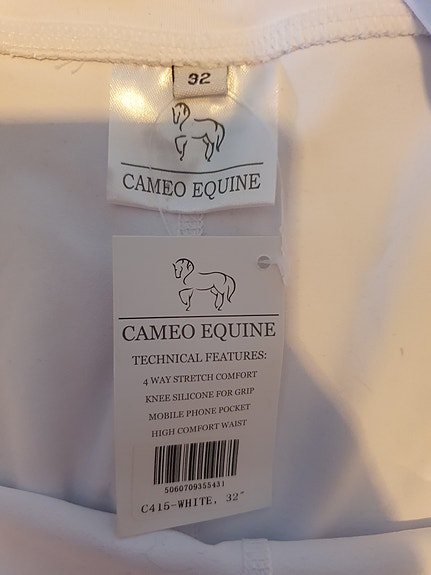 32
CAMEO EQUINE
CAMEO EQUINE
TECHNICAL FEATURES:
4 WAY STRETCH COMFORT
KNEE SILICONE FOR GRIP
MOBILE PHONE POCKET
HIGH COMFORT WAIST
5060709355431
C415-WHITE, 32"